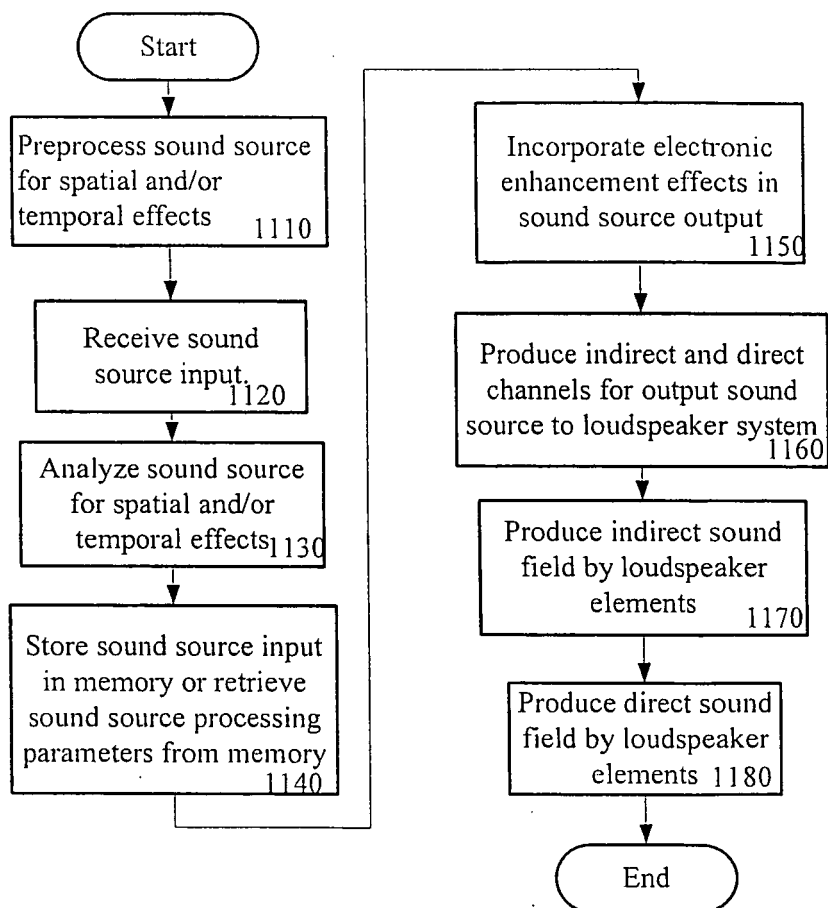 Start
Preprocess sound source
for spatial and/or
temporal effects
1110
Receive sound
source input.
1120
Analyze sound source
for spatial and/or
temporal effects 1130
Store sound source input
in memory or retrieve
sound source processing
parameters from memory
1140
Incorporate electronic
enhancement effects in
sound source output
1150
Produce indirect and direct
channels for output sound
source to loudspeaker system
1160
Produce indirect sound
field by loudspeaker
elements
1170
Produce direct sound
field by loudspeaker
elements 1180
End